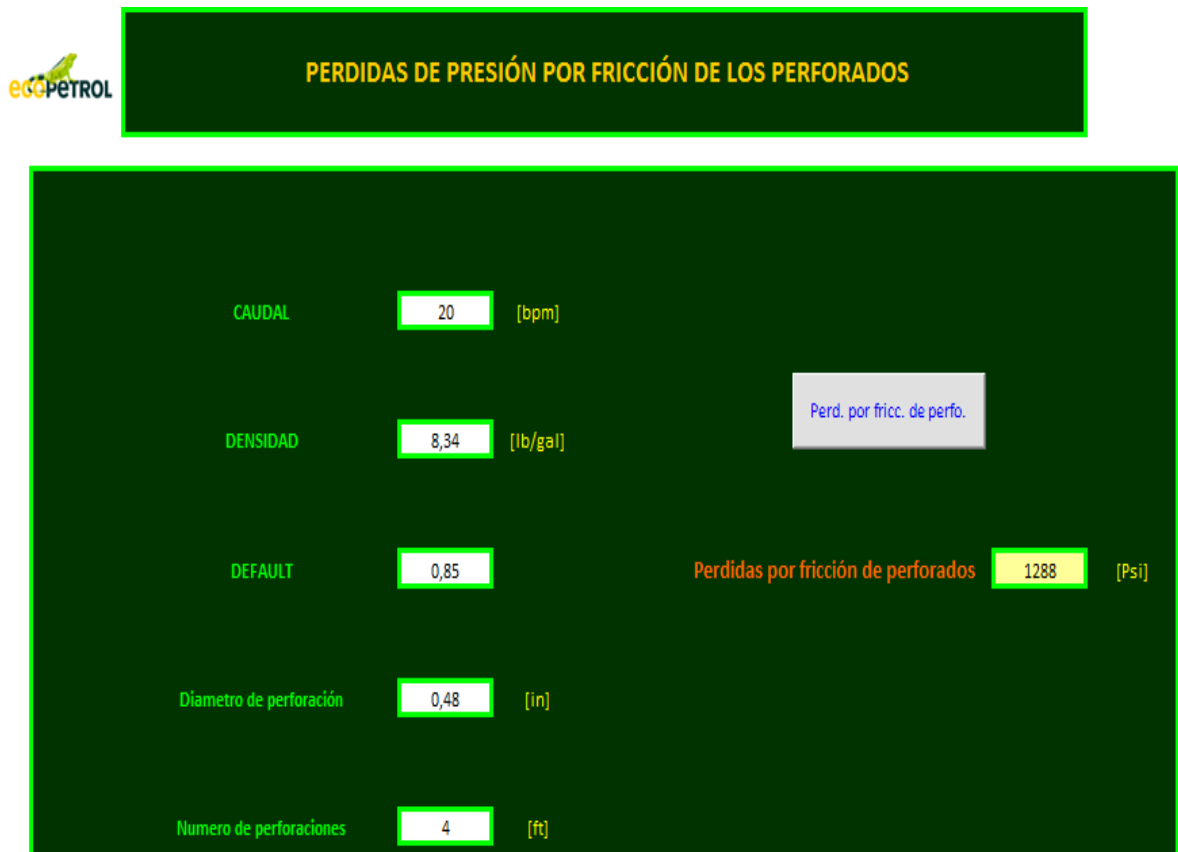 ecoPETROL
PERDIDAS DE PRESIÓN POR FRICCIÓN DE LOS PERFORADOS
CAUDAL 20 [bpm]
Perd. por fricc. de perfo.
DENSIDAD 8,34 [lb/gal]
DEFAULT 0,85 Perdidas por fricción de perforados 1288 [Psi]
Diametro de perforación 0,48 [in]
Numero de perforaciones 4 [ft]